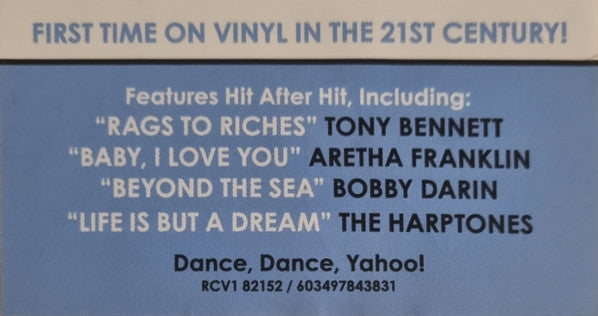 FIRST TIME ON VINYL IN THE 21ST CENTURY!
Features Hit After Hit, Including:
“RAGS TO RICHES” TONY BENNETT
“BABY, I LOVE YOU” ARETHA FRANKLIN
“BEYOND THE SEA” BOBBY DARIN
“LIFE IS BUT A DREAM” THE HARPTONES
Dance, Dance, Yahoo!
RCV1 82152 / 603497843831